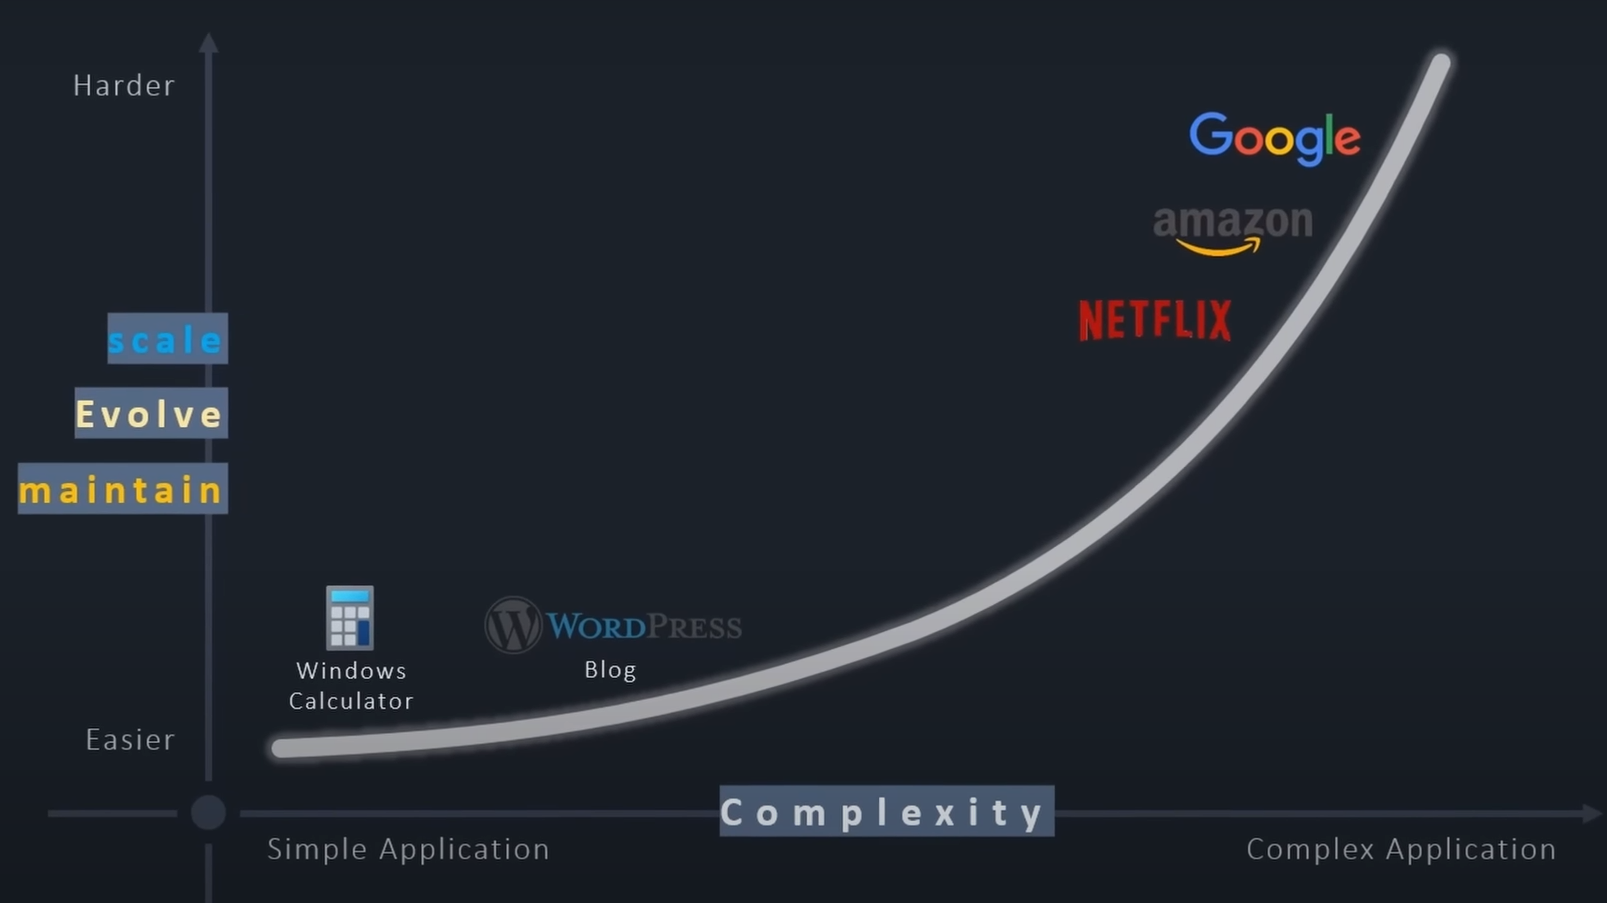 Harder
Google
amazon
NETFLIX
scale
Evolve
maintain
WORDPRESS
Windows
Calculator
Blog
Easier
Complexity
Simple Application
Complex Application